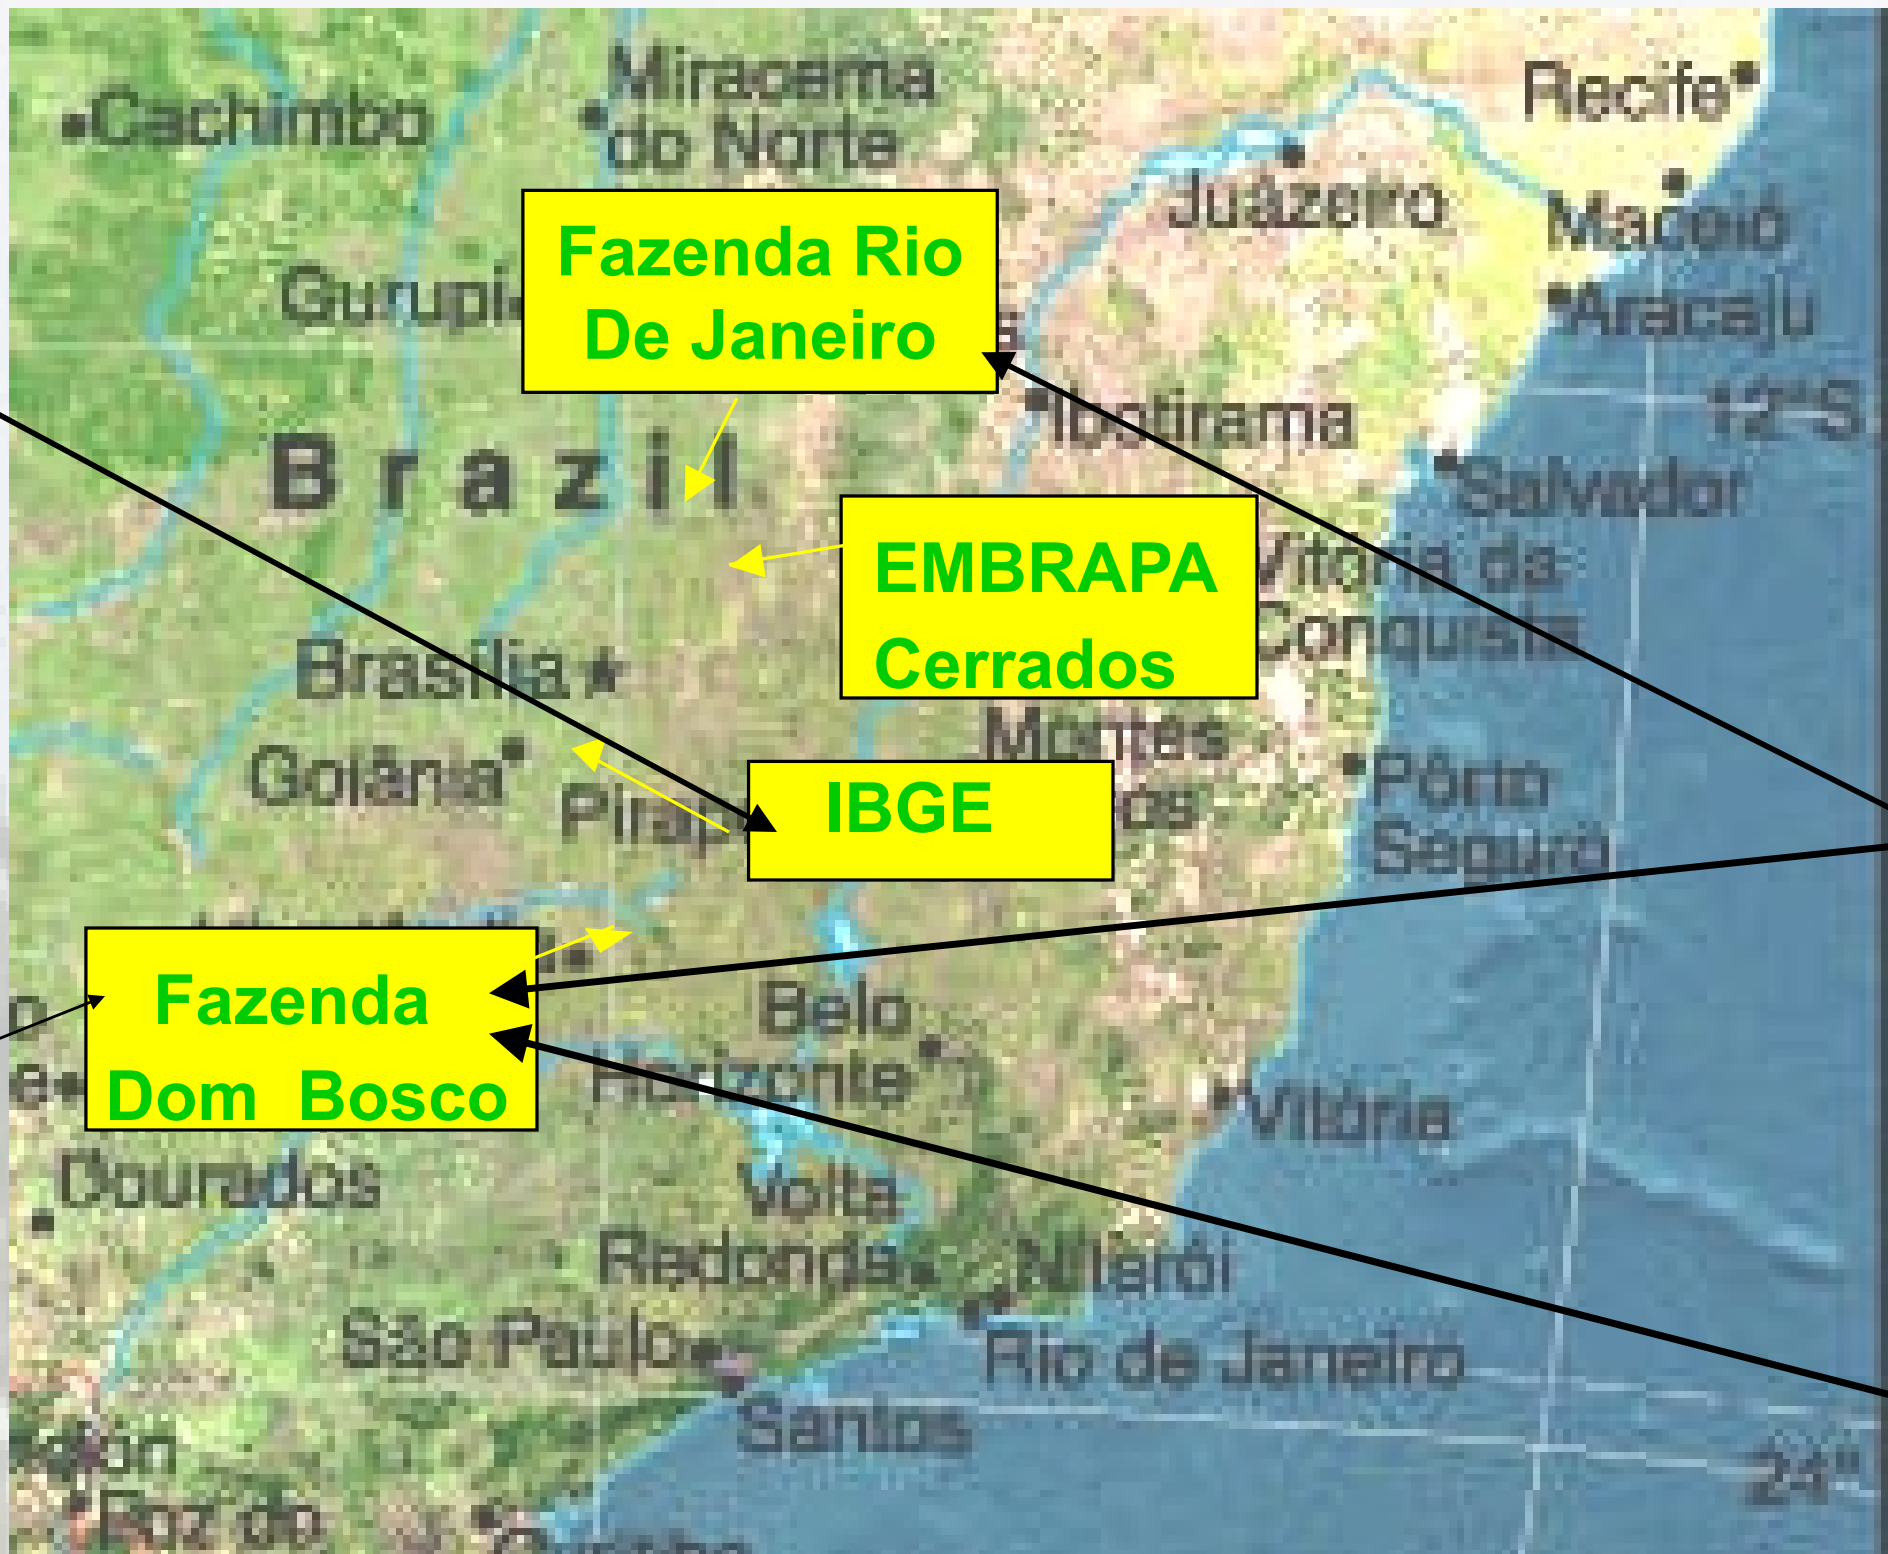 Miracema
do Norte
Cachimbo
Recife
Juàzeiro
Maceió
Aracaju
Gurupi
Fazenda Rio
De Janeiro
Ibotirama
12°S
Brazil
Salvador
EMBRAPA
Cerrados
Vitória da
Conquista
Brasília
Goiânia
Montes
IBGE
Pôrto
Seguro
Fazenda
Dom Bosco
Belo
Horizonte
Vitória
Dourados
Volta
Redonda
Niterói
São Paulo
Rio de Janeiro
Santos
24°